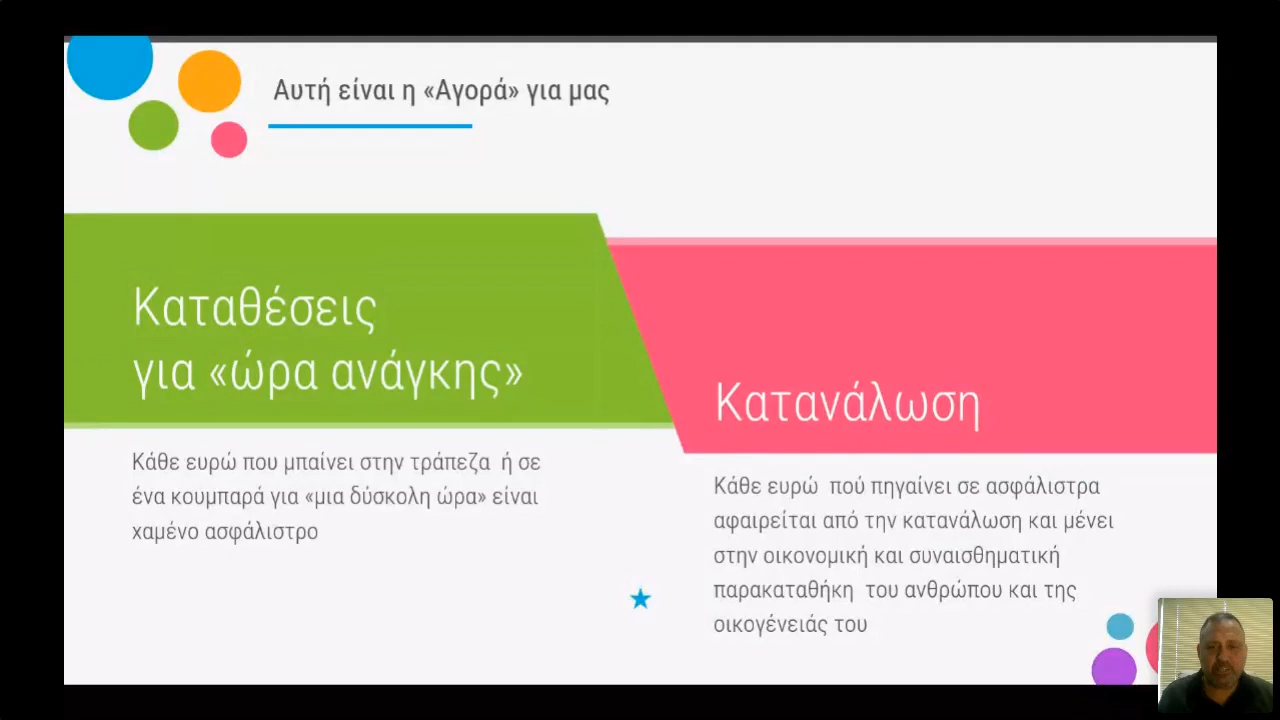 Αυτή είναι η «Αγορά» για μας
Καταθέσεις
για «ώρα ανάγκης»
Κάθε ευρώ που μπαίνει στην τράπεζα ή σε
ένα κουμπαρά για «μια δύσκολη ώρα» είναι
χαμένο ασφάλιστρο
Κατανάλωση
Κάθε ευρώ πού πηγαίνει σε ασφάλιστρα
αφαιρείται από την κατανάλωση και μένει
στην οικονομική και συναισθηματική
παρακαταθήκη του ανθρώπου και της
οικογένειάς του